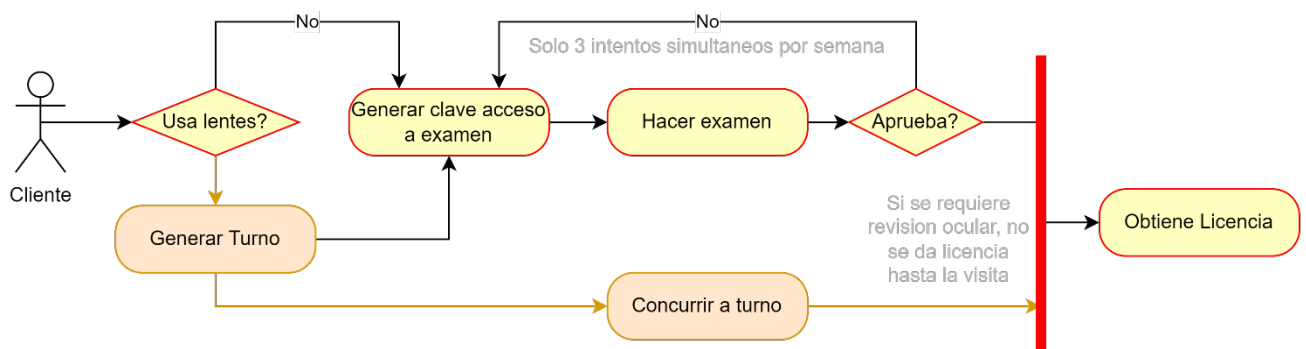 No
No
Solo 3 intentos simultaneos por semana
Usa lentes?
Generar clave acceso
a examen
Hacer examen
Aprueba?
Cliente
Generar Turno
Si se requiere
revision ocular, no
se da licencia
hasta la visita
Obtiene Licencia
Concurrir a turno